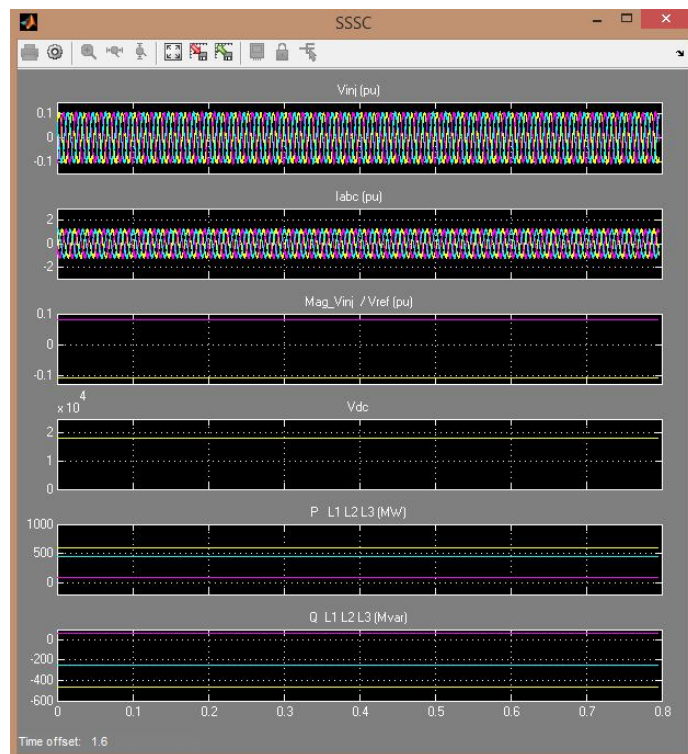 SSSC
Vinj (pu)
0.1
0
-0.1
Iabc (pu)
2
0
-2
Mag_Vinj / Vref (pu)
0.1
0
-0.1
x 10^4
Vdc
2
1
0
P L1 L2 L3 (MW)
1000
500
0
Q L1 L2 L3 (Mvar)
0
-200
-400
-600
0 0.1 0.2 0.3 0.4 0.5 0.6 0.7 0.8
Time offset: 1.6